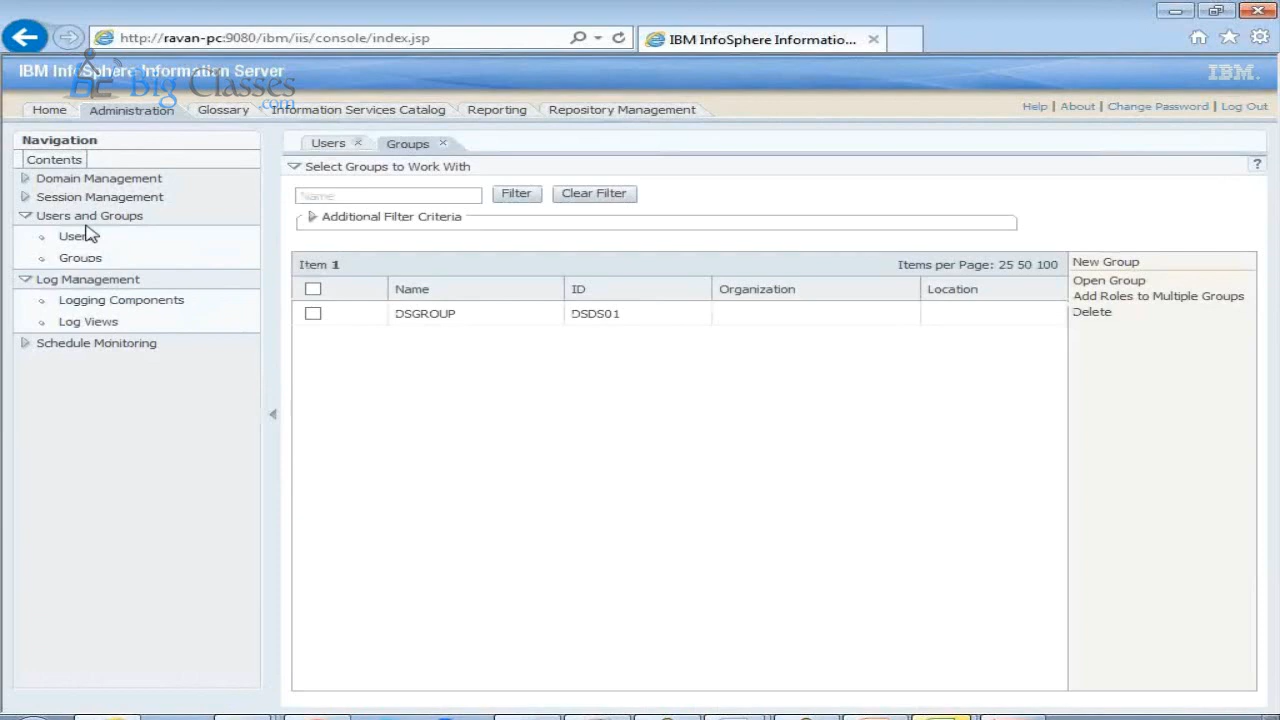 http://ravan-pc:9080/ibm/iis/console/index.jsp
IBM InfoSphere Informatio...
IBM InfoSphere Information Server
IBM.
Big Classes
.com
Home
Administration
Glossary
Information Services Catalog
Reporting
Repository Management
Help | About | Change Password | Log Out
Navigation
Contents
Domain Management
Session Management
Users and Groups
Users
Groups
Log Management
Logging Components
Log Views
Schedule Monitoring
Users
Groups
Select Groups to Work With
?
Name
Filter
Clear Filter
Additional Filter Criteria
Item 1
Items per Page: 25 50 100
Name ID Organization Location
DSGROUP DSDS01
New Group
Open Group
Add Roles to Multiple Groups
Delete